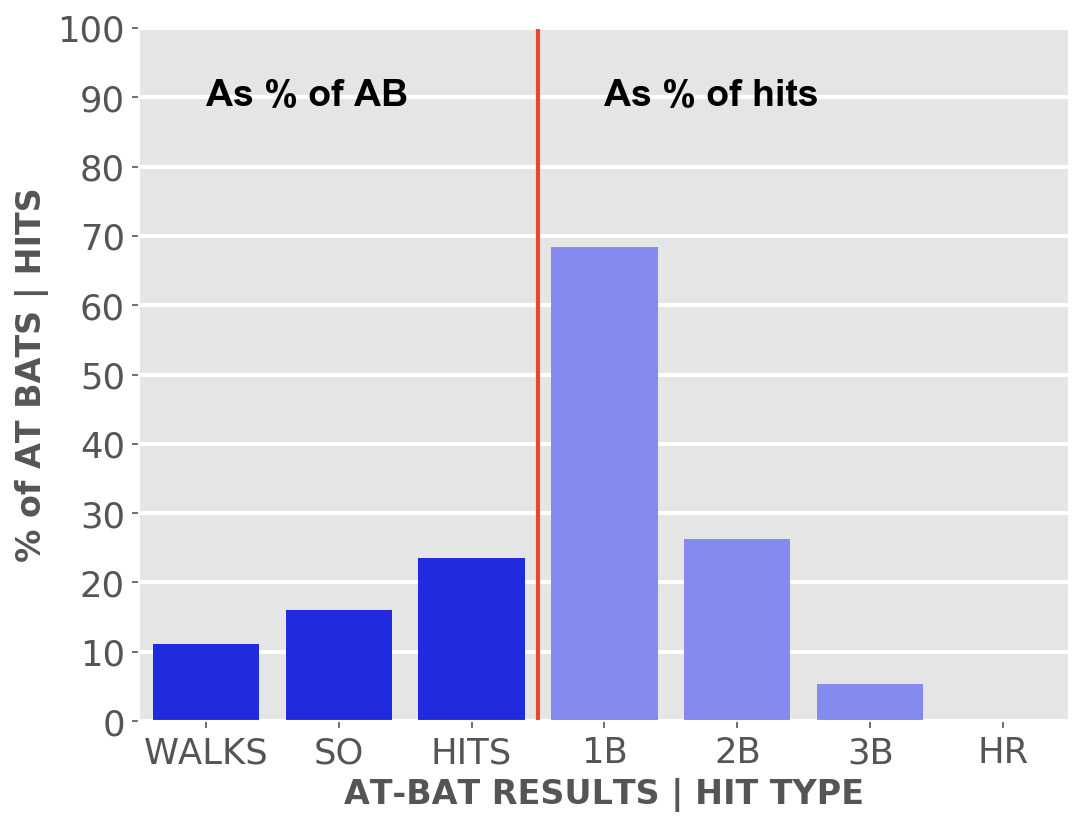 As % of AB
As % of hits
% of AT BATS | HITS
100
90
80
70
60
50
40
30
20
10
0
WALKS SO HITS 1B 2B 3B HR
AT-BAT RESULTS | HIT TYPE